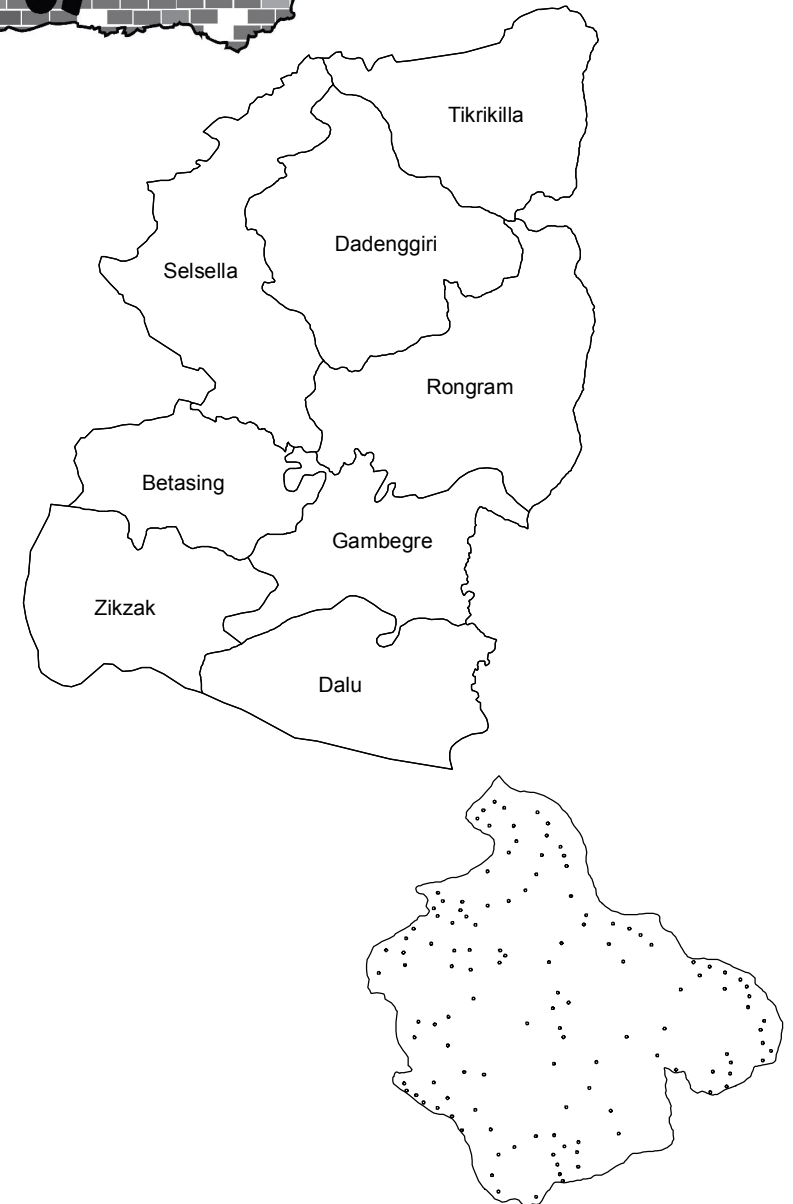 Tikrikilla
Dadenggiri
Selsella
Rongram
Betasing
Gambegre
Zikzak
Dalu